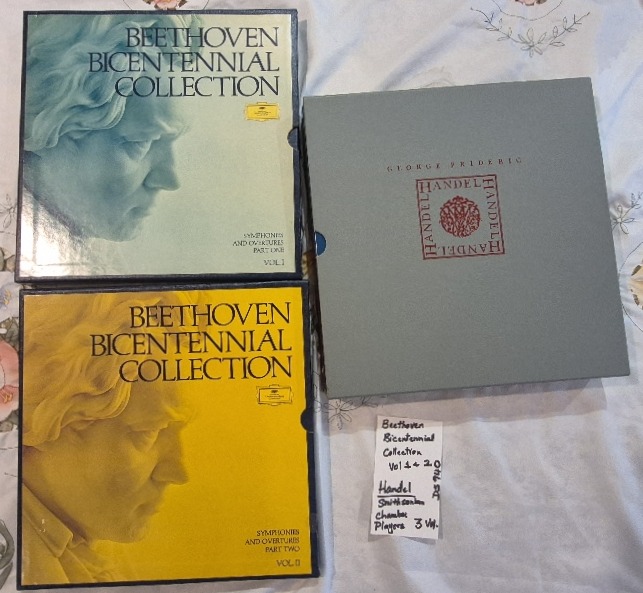 BEETHOVEN
BICENTENNIAL
COLLECTION
SYMPHONIES
AND OVERTURES
PART ONE
VOL. I
GEORGE FRIDERIC
HANDEL
HANDEL
HANDEL
HANDEL
BEETHOVEN
BICENTENNIAL
COLLECTION
SYMPHONIES
AND OVERTURES
PART TWO
VOL. II
Beethoven
Bicentennial
Collection
Vol 1 + 2
Handel
Smithsonian
Chamber
Players 3 Vol.